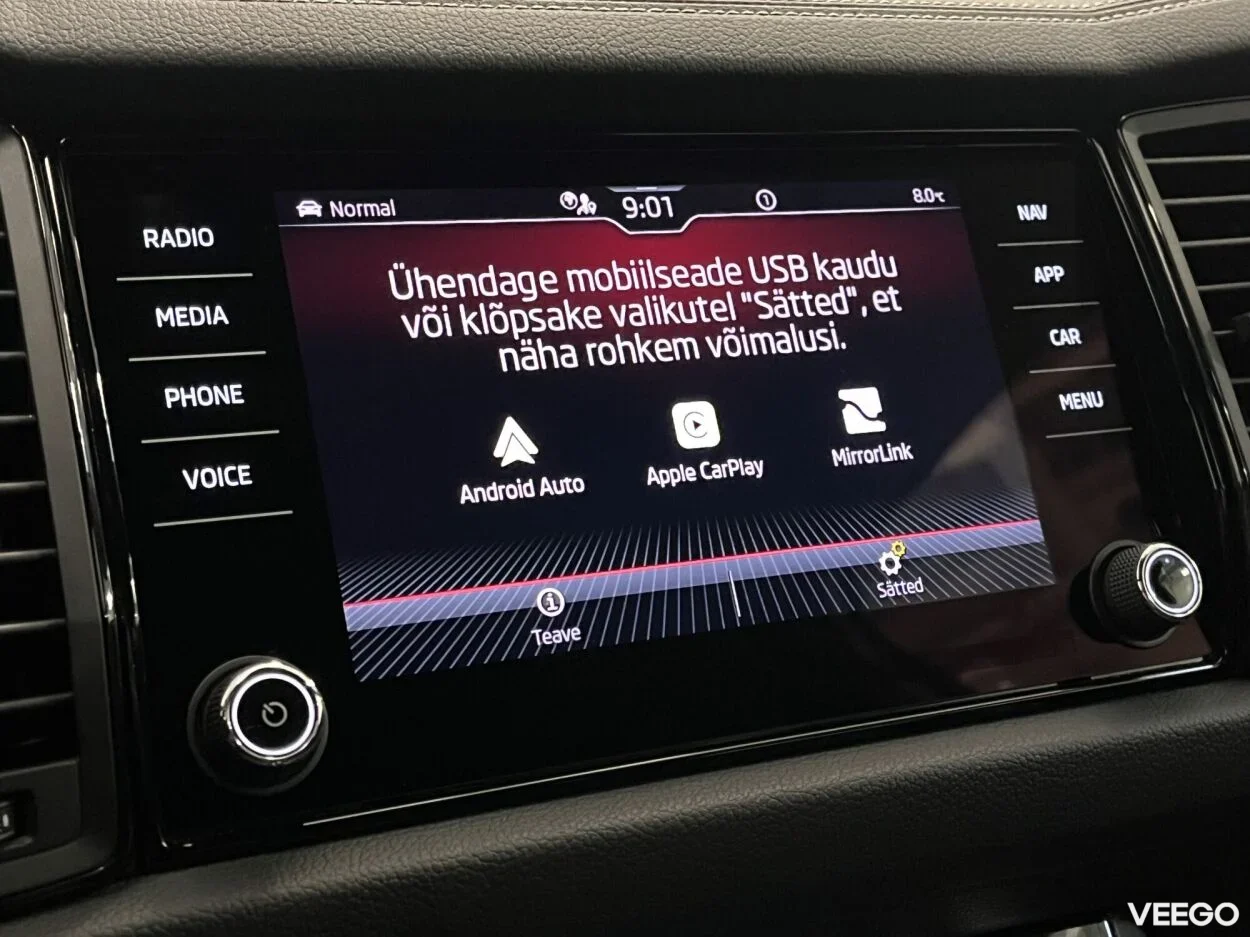 Normal
9:01
1
8.0°C
RADIO
MEDIA
PHONE
VOICE
NAV
APP
CAR
MENU
Ühendage mobiilseade USB kaudu
või klõpsake valikutel "Sätted", et
näha rohkem võimalusi.
Android Auto
Apple CarPlay
MirrorLink
Teave
Sätted
VEEGO